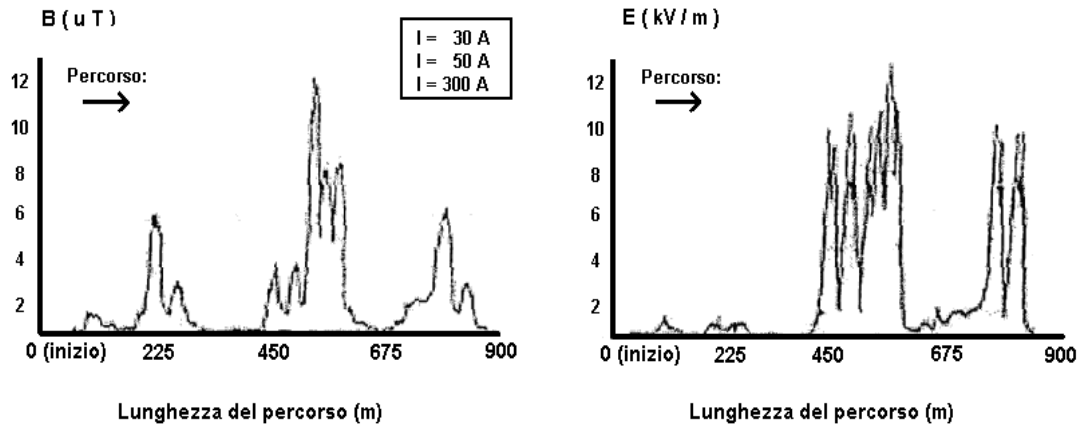 B ( u T )
I = 30 A
I = 50 A
I = 300 A
Percorso:
12
10
8
6
4
2
0 (inizio) 225 450 675 900
Lunghezza del percorso (m)
E ( kV / m )
Percorso:
12
10
8
6
4
2
0 (inizio) 225 450 675 900
Lunghezza del percorso (m)